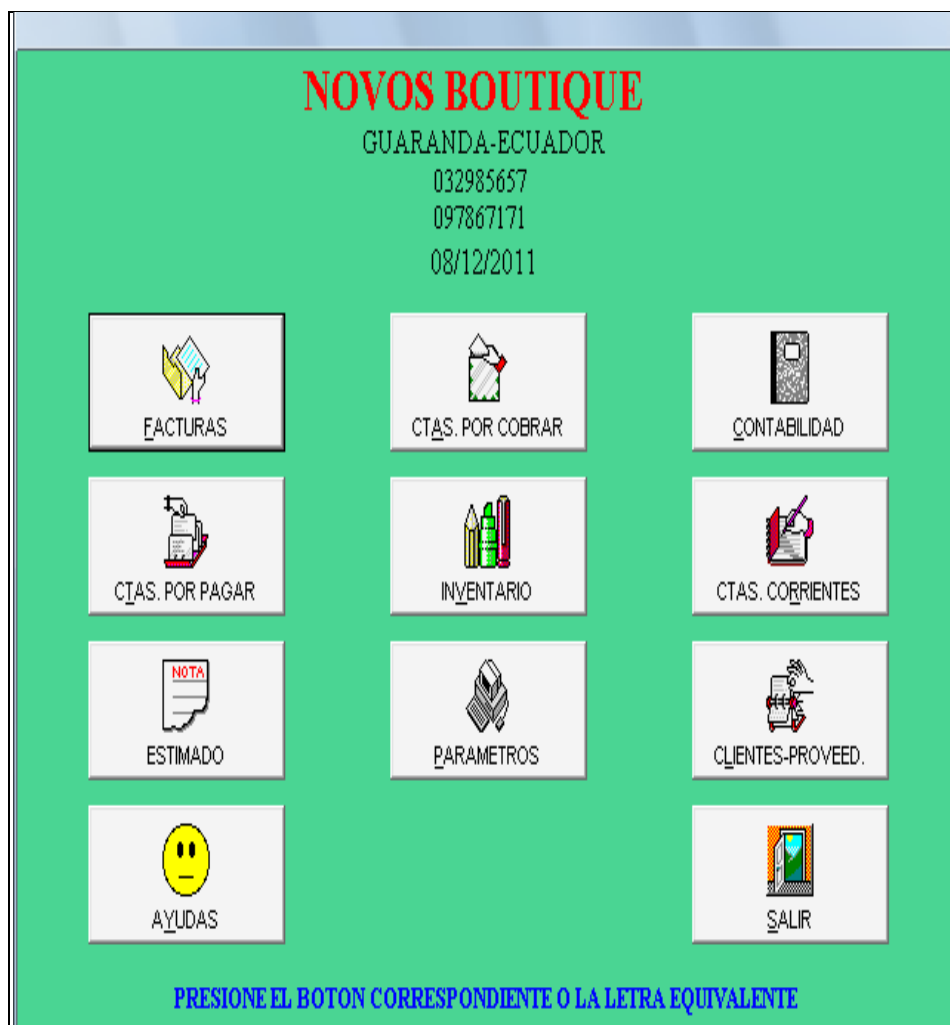 NOVOS BOUTIQUE
GUARANDA-ECUADOR
032985657
097867171
08/12/2011
FACTURAS
CTAS. POR COBRAR
CONTABILIDAD
CTAS. POR PAGAR
INVENTARIO
CTAS. CORRIENTES
NOTA
ESTIMADO
PARAMETROS
CLIENTES-PROVEED.
AYUDAS
SALIR
PRESIONE EL BOTON CORRESPONDIENTE O LA LETRA EQUIVALENTE